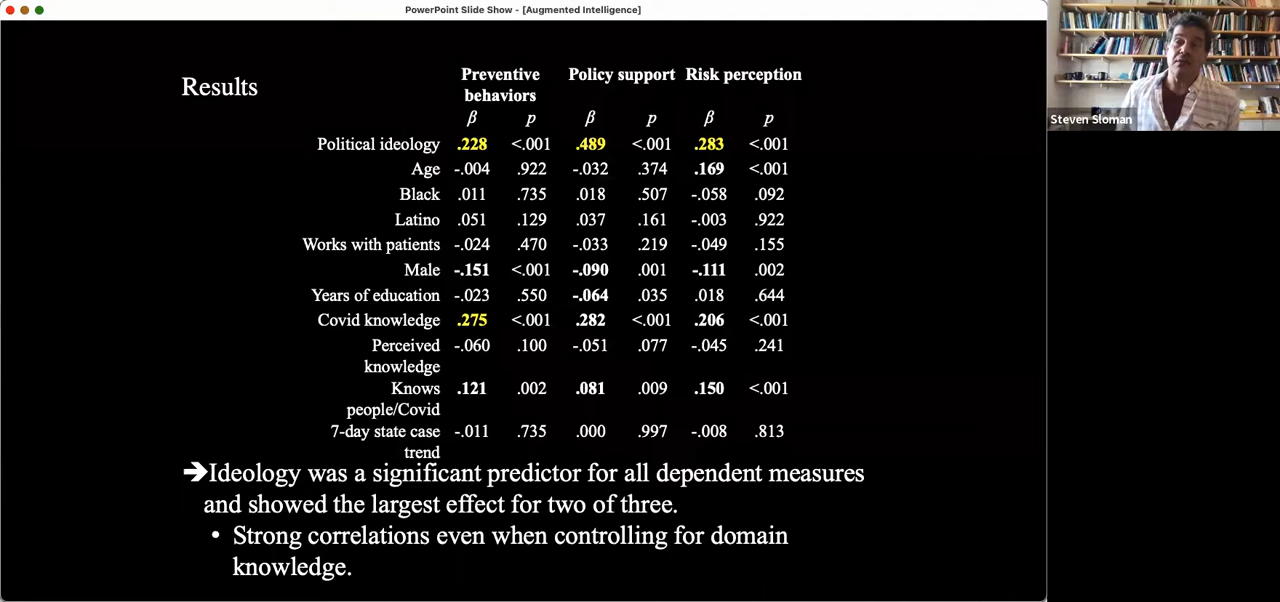 PowerPoint Slide Show - [Augmented Intelligence]
Results
Preventive behaviors Policy support Risk perception
β p β p β p
Political ideology .228 <.001 .489 <.001 .283 <.001
Age -.004 .922 -.032 .374 .169 <.001
Black .011 .735 .018 .507 -.058 .092
Latino .051 .129 .037 .161 -.003 .922
Works with patients -.024 .470 -.033 .219 -.049 .155
Male -.151 <.001 -.090 .001 -.111 .002
Years of education -.023 .550 -.064 .035 .018 .644
Covid knowledge .275 <.001 .282 <.001 .206 <.001
Perceived -.060 .100 -.051 .077 -.045 .241
knowledge
Knows .121 .002 .081 .009 .150 <.001
people/Covid
7-day state case -.011 .735 .000 .997 -.008 .813
trend
➔Ideology was a significant predictor for all dependent measures
and showed the largest effect for two of three.
• Strong correlations even when controlling for domain
knowledge.
Steven Sloman